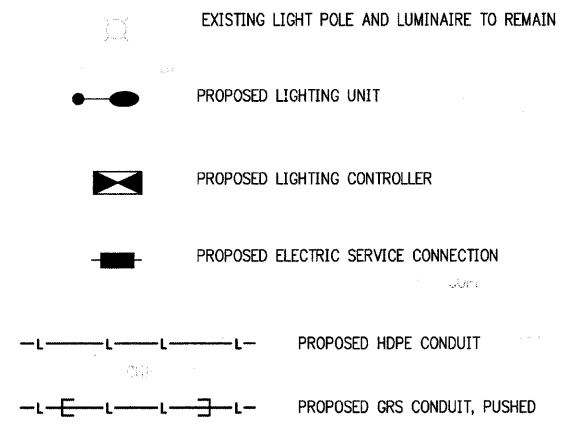 EXISTING LIGHT POLE AND LUMINAIRE TO REMAIN
PROPOSED LIGHTING UNIT
PROPOSED LIGHTING CONTROLLER
PROPOSED ELECTRIC SERVICE CONNECTION
L L L L PROPOSED HDPE CONDUIT
L L L L PROPOSED GRS CONDUIT, PUSHED